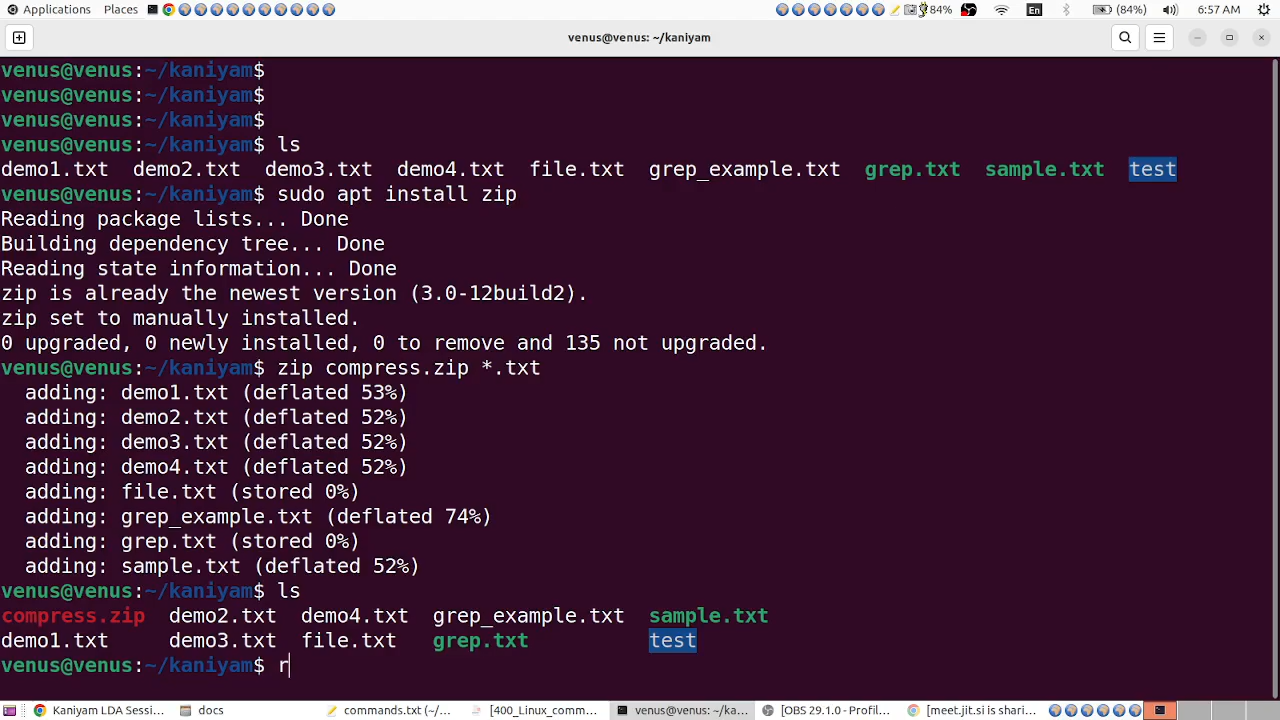 Applications Places 84% En (84%) 6:57 AM
venus@venus: ~/kaniyam
venus@venus:~/kaniyam$
venus@venus:~/kaniyam$
venus@venus:~/kaniyam$
venus@venus:~/kaniyam$ ls
demo1.txt demo2.txt demo3.txt demo4.txt file.txt grep_example.txt grep.txt sample.txt test
venus@venus:~/kaniyam$ sudo apt install zip
Reading package lists... Done
Building dependency tree... Done
Reading state information... Done
zip is already the newest version (3.0-12build2).
zip set to manually installed.
0 upgraded, 0 newly installed, 0 to remove and 135 not upgraded.
venus@venus:~/kaniyam$ zip compress.zip *.txt
adding: demo1.txt (deflated 53%)
adding: demo2.txt (deflated 52%)
adding: demo3.txt (deflated 52%)
adding: demo4.txt (deflated 52%)
adding: file.txt (stored 0%)
adding: grep_example.txt (deflated 74%)
adding: grep.txt (stored 0%)
adding: sample.txt (deflated 52%)
venus@venus:~/kaniyam$ ls
compress.zip demo2.txt demo4.txt grep_example.txt sample.txt
demo1.txt demo3.txt file.txt grep.txt test
venus@venus:~/kaniyam$ r
Kaniyam LDA Sessi... docs commands.txt (~/... [400_Linux_comm... venus@venus: ~/ka... [OBS 29.1.0 - Profil... [meet.jit.si is shari...